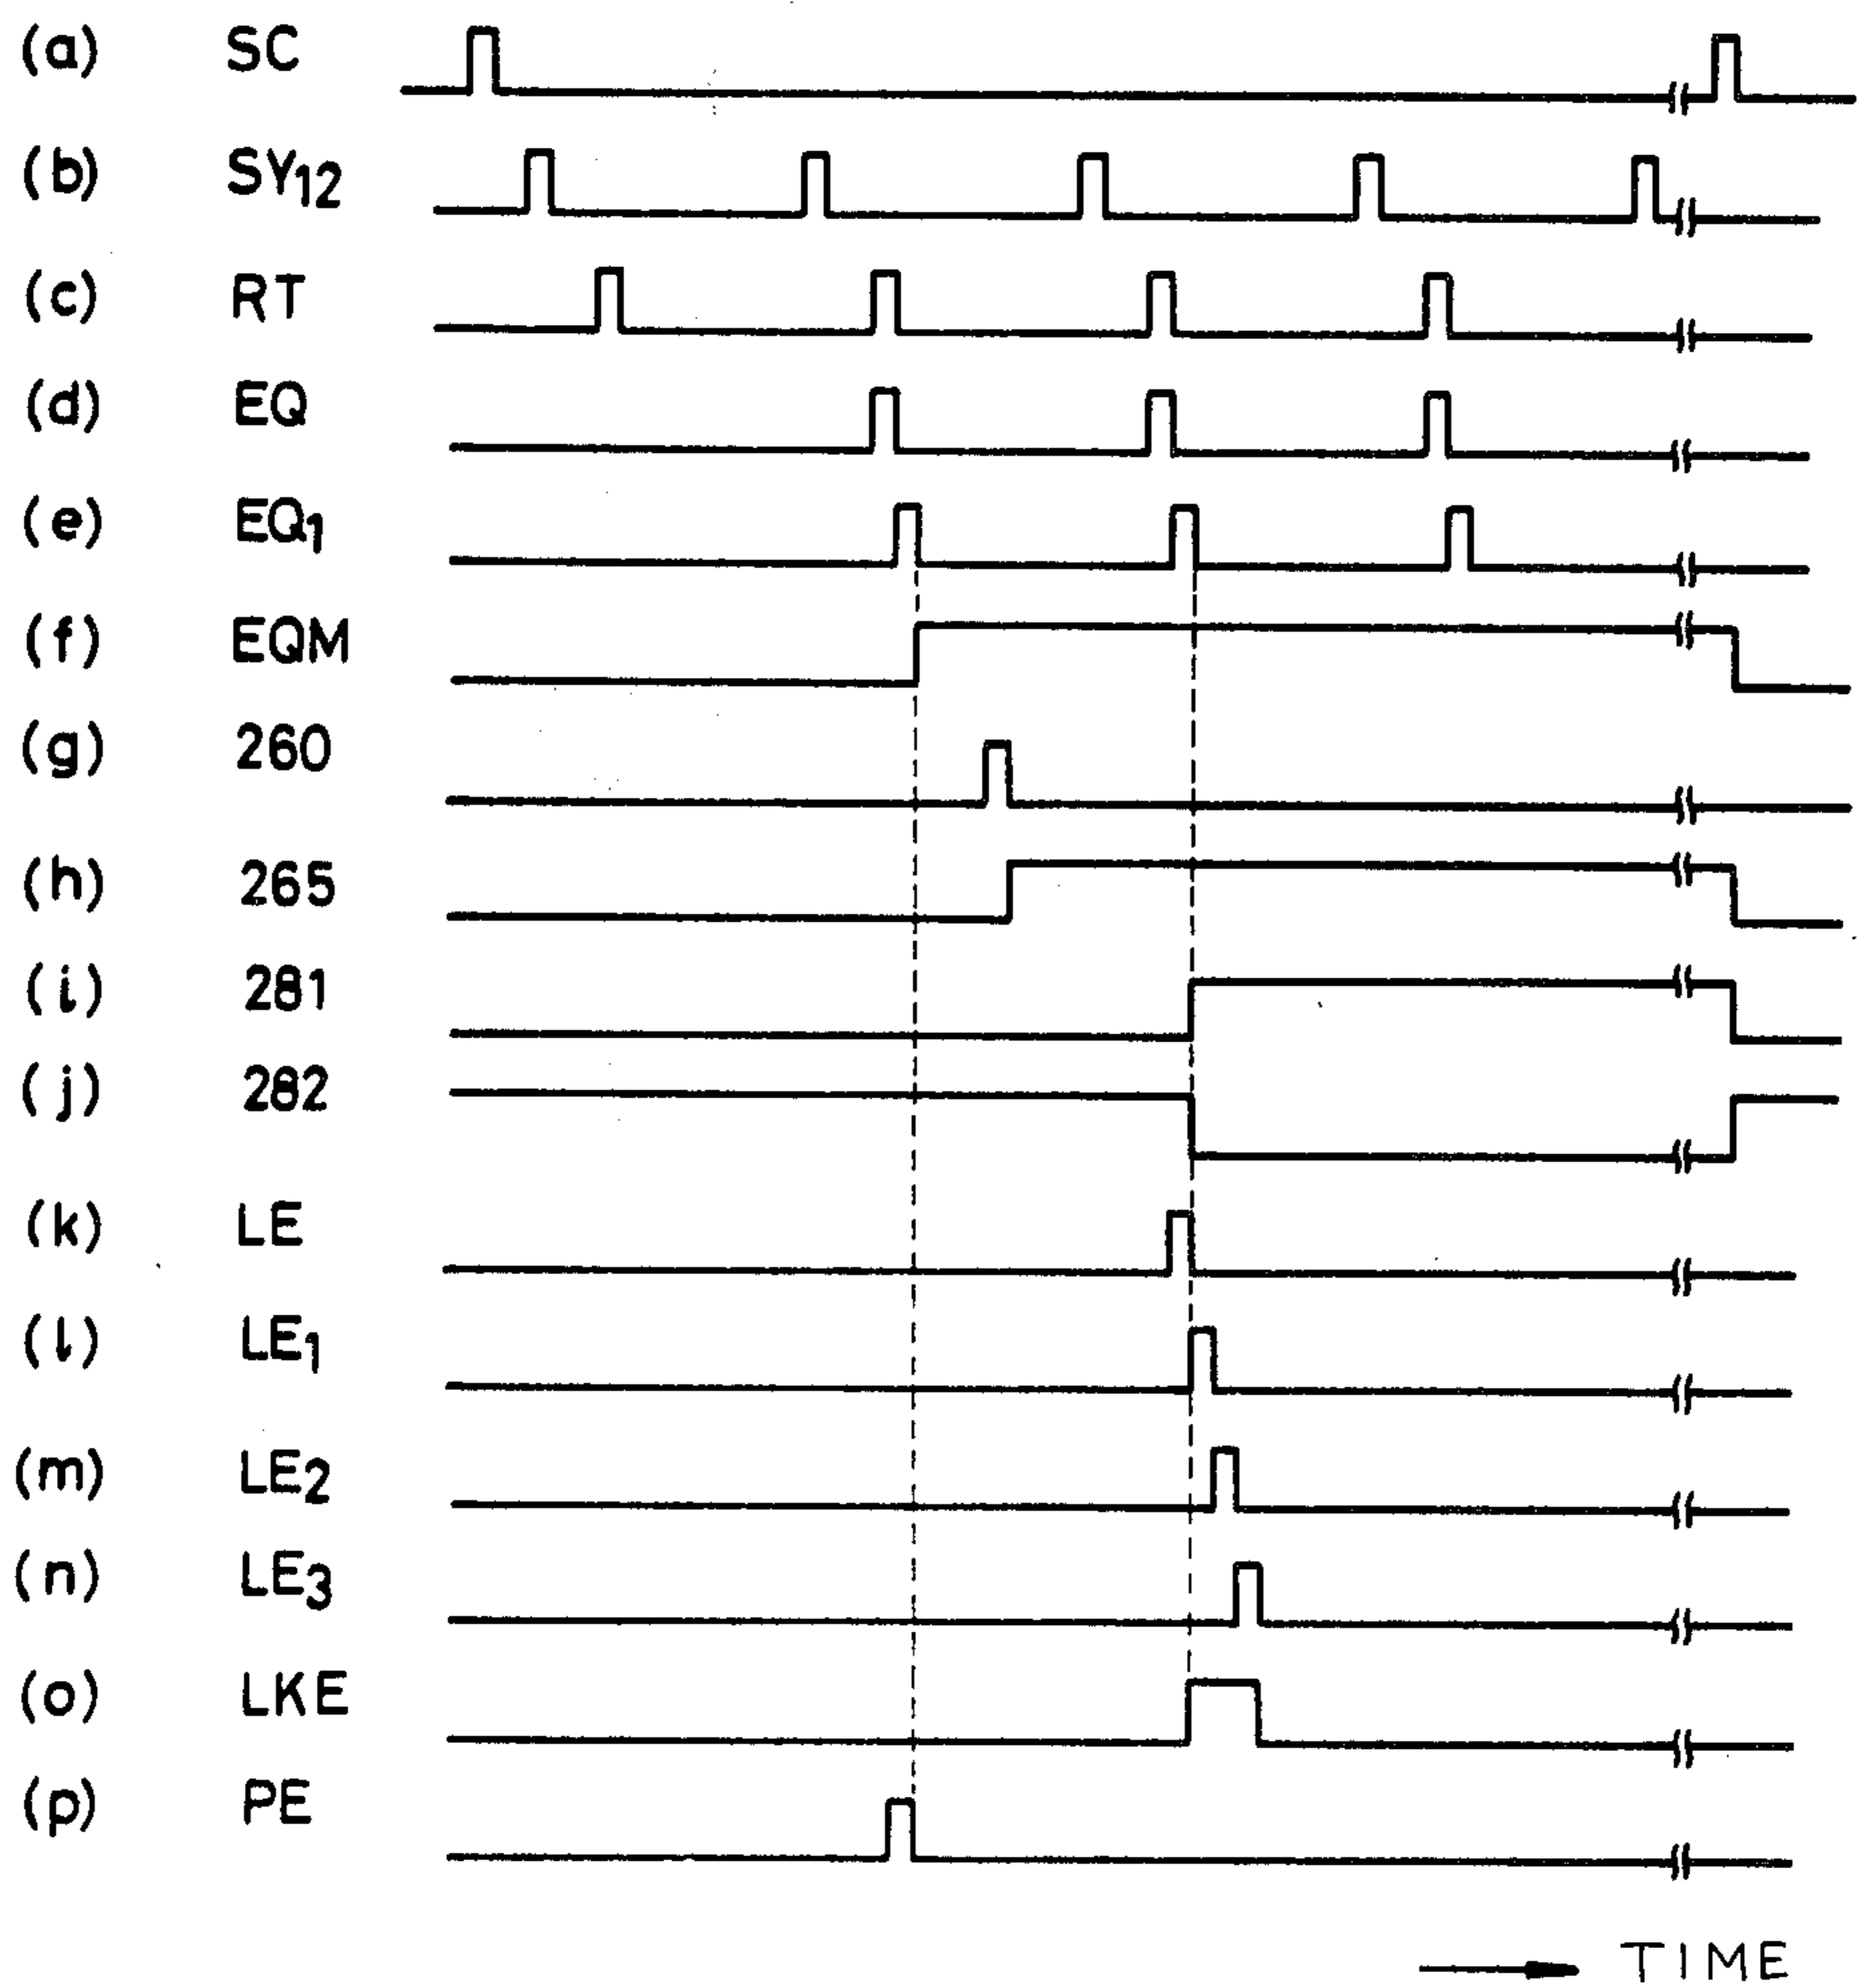 (a) SC
(b) SY12
(c) RT
(d) EQ
(e) EQ1
(f) EQM
(g) 260
(h) 265
(i) 281
(j) 282
(k) LE
(l) LE1
(m) LE2
(n) LE3
(o) LKE
(p) PE
TIME